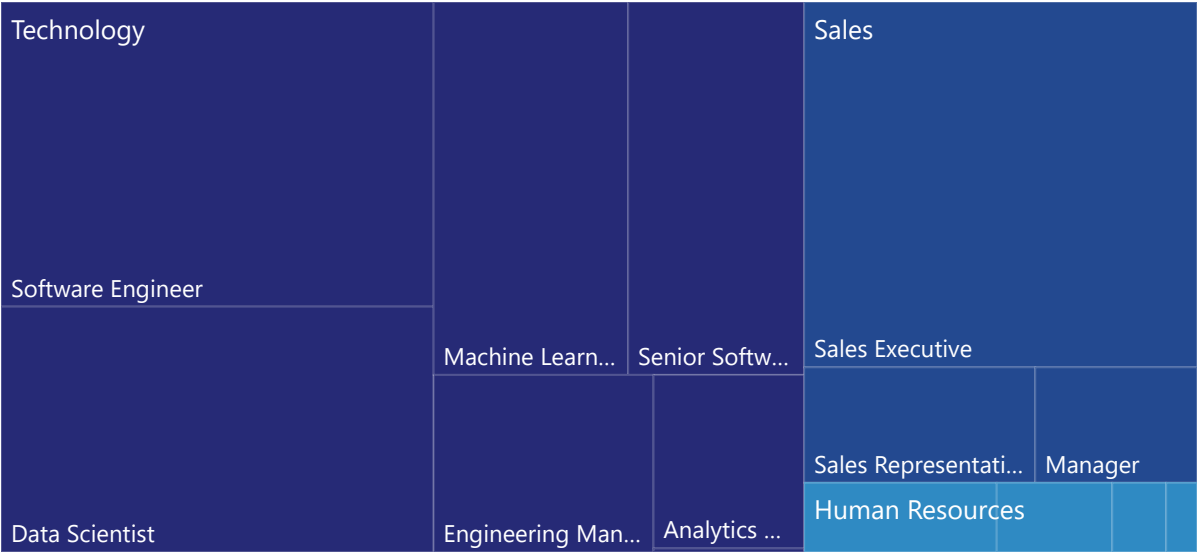 Technology
Software Engineer
Data Scientist
Machine Learn...
Senior Softw...
Engineering Man...
Analytics ...
Sales
Sales Executive
Sales Representati...
Manager
Human Resources